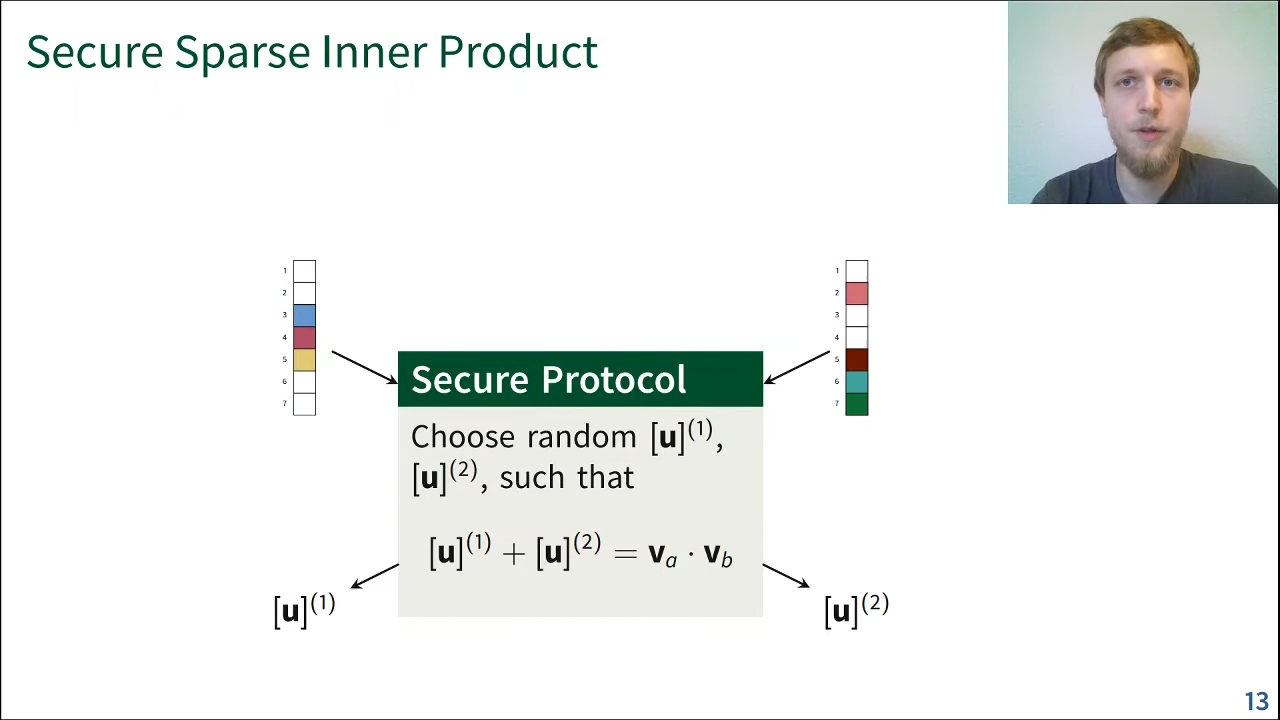 Secure Sparse Inner Product
1
2
3
4
5
6
7
1
2
3
4
5
6
7
Secure Protocol
Choose random [u]⁽¹⁾,
[u]⁽²⁾, such that
[u]⁽¹⁾ + [u]⁽²⁾ = vₐ · v_b
[u]⁽¹⁾
[u]⁽²⁾
13